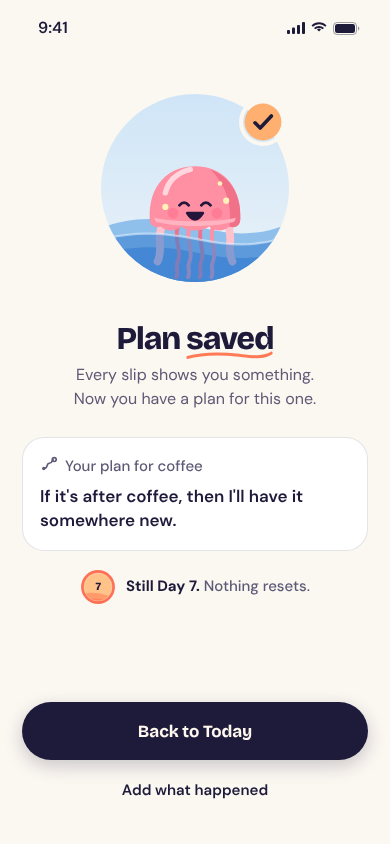 9:41
Plan saved
Every slip shows you something.
Now you have a plan for this one.
Your plan for coffee
If it's after coffee, then I'll have it
somewhere new.
7
Still Day 7. Nothing resets.
Back to Today
Add what happened